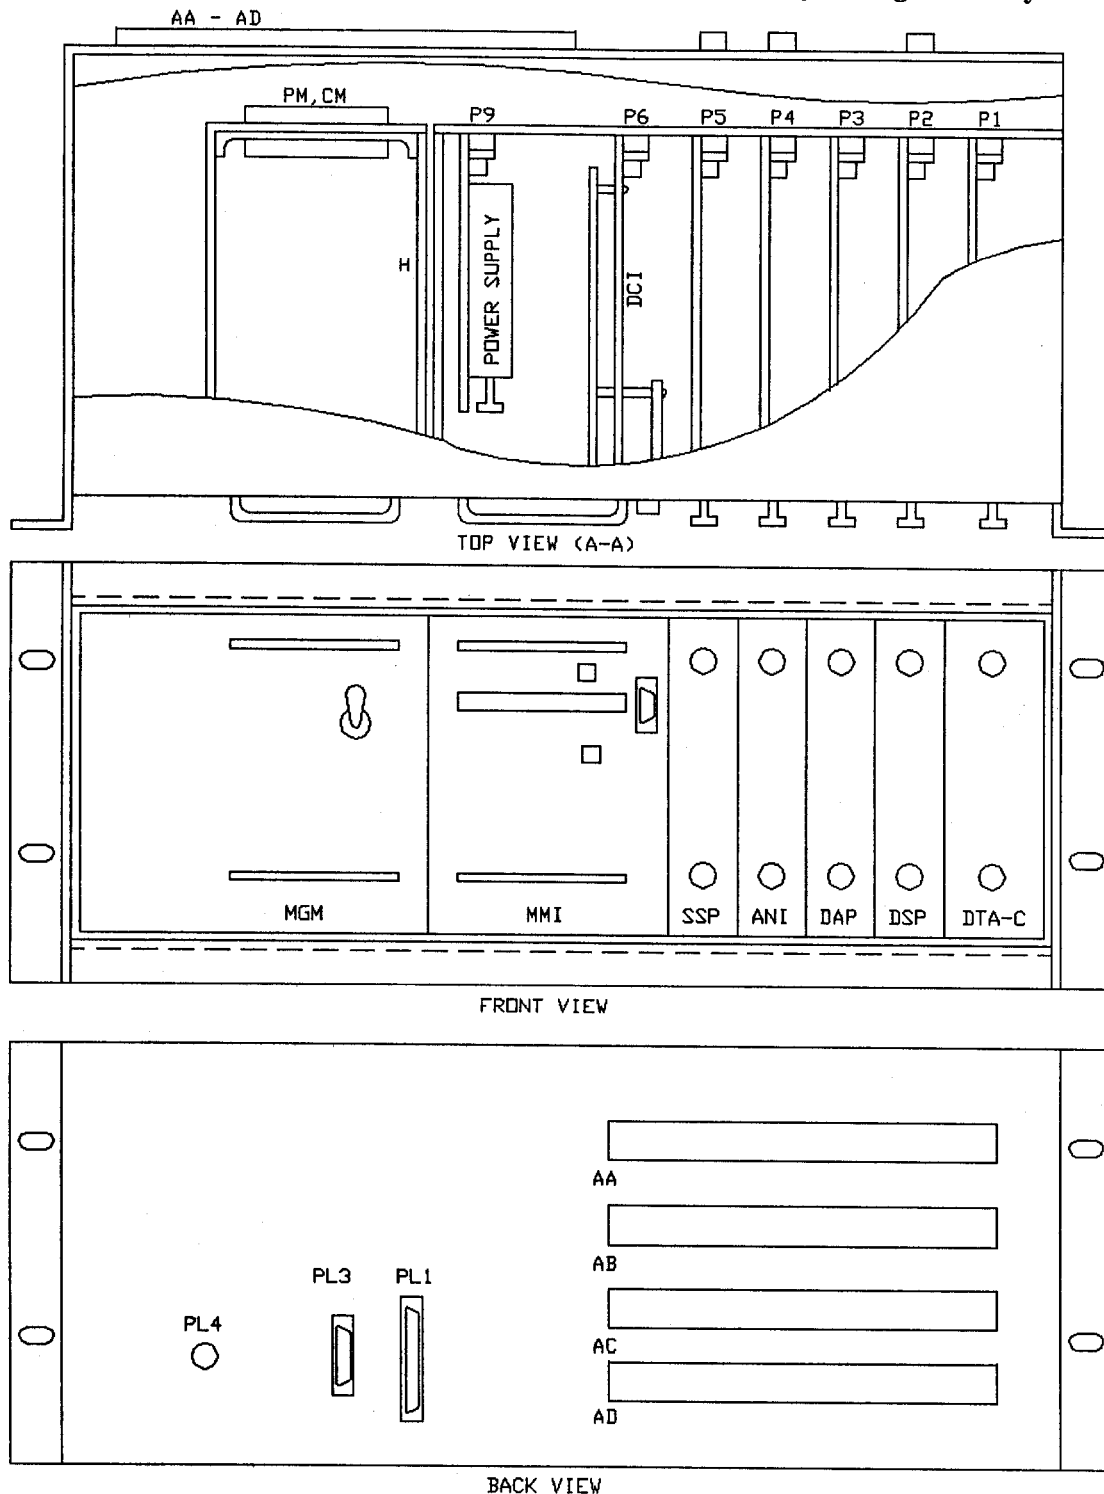 AA - AD
PM,CM
P9 P6 P5 P4 P3 P2 P1
H
POWER SUPPLY
DCI
TOP VIEW (A-A)
MGM MMI SSP ANI DAP DSP DTA-C
FRONT VIEW
AA
AB
PL3 PL1
PL4
AC
AD
BACK VIEW